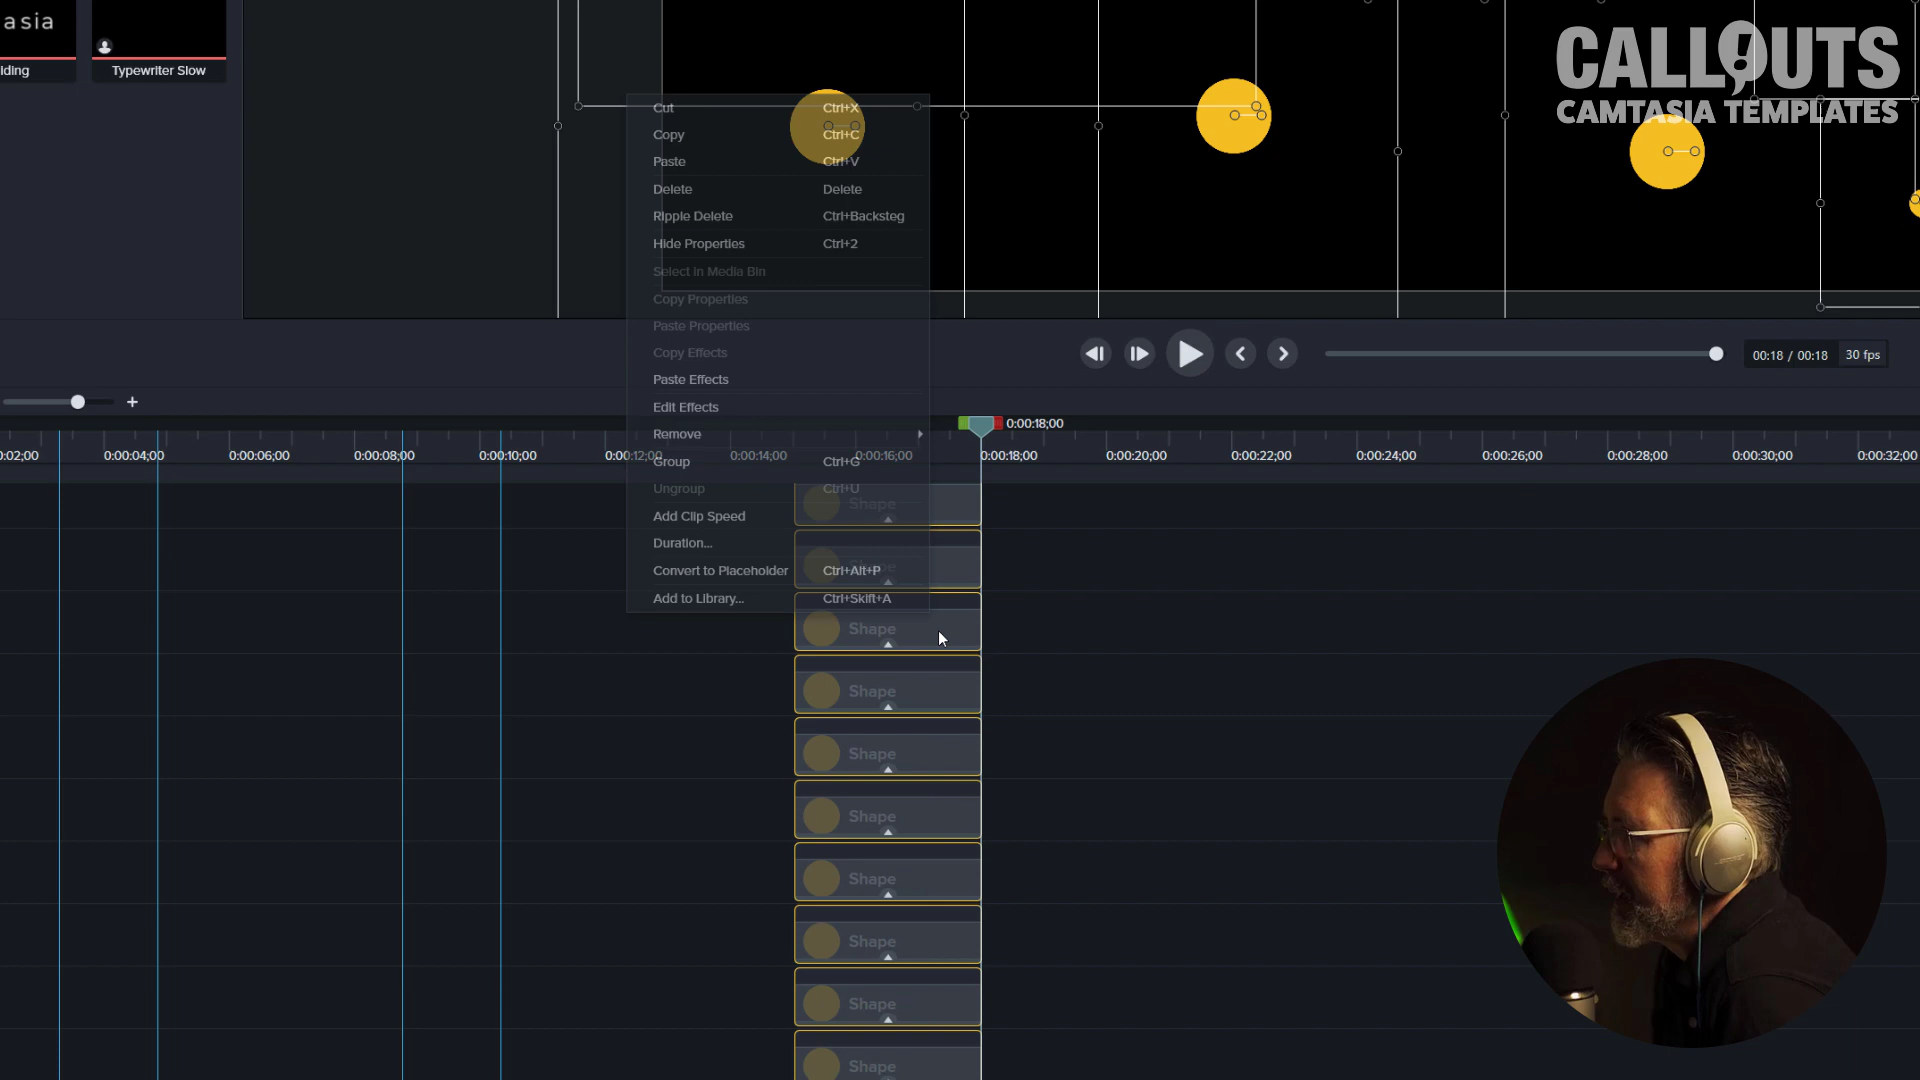 asia
iding
Typewriter Slow
CALLOUTS
CAMTASIA TEMPLATES
Cut Ctrl+X
Copy Ctrl+C
Paste Ctrl+V
Delete Delete
Ripple Delete Ctrl+Backsteg
Hide Properties Ctrl+2
Select in Media Bin
Copy Properties
Paste Properties
Copy Effects
Paste Effects
Edit Effects
Remove
Group Ctrl+G
Ungroup Ctrl+U
Add Clip Speed
Duration...
Convert to Placeholder Ctrl+Alt+P
Add to Library... Ctrl+Skift+A
00:18 / 00:18 30 fps
0:00:18;00
0:02;00 0:00:04;00 0:00:06;00 0:00:08;00 0:00:10;00 0:00:12;00 0:00:14;00 0:00:16;00 0:00:18;00 0:00:20;00 0:00:22;00 0:00:24;00 0:00:26;00 0:00:28;00 0:00:30;00 0:00:32;00
Shape
Shape
Shape
Shape
Shape
Shape
Shape
Shape
Shape
Shape